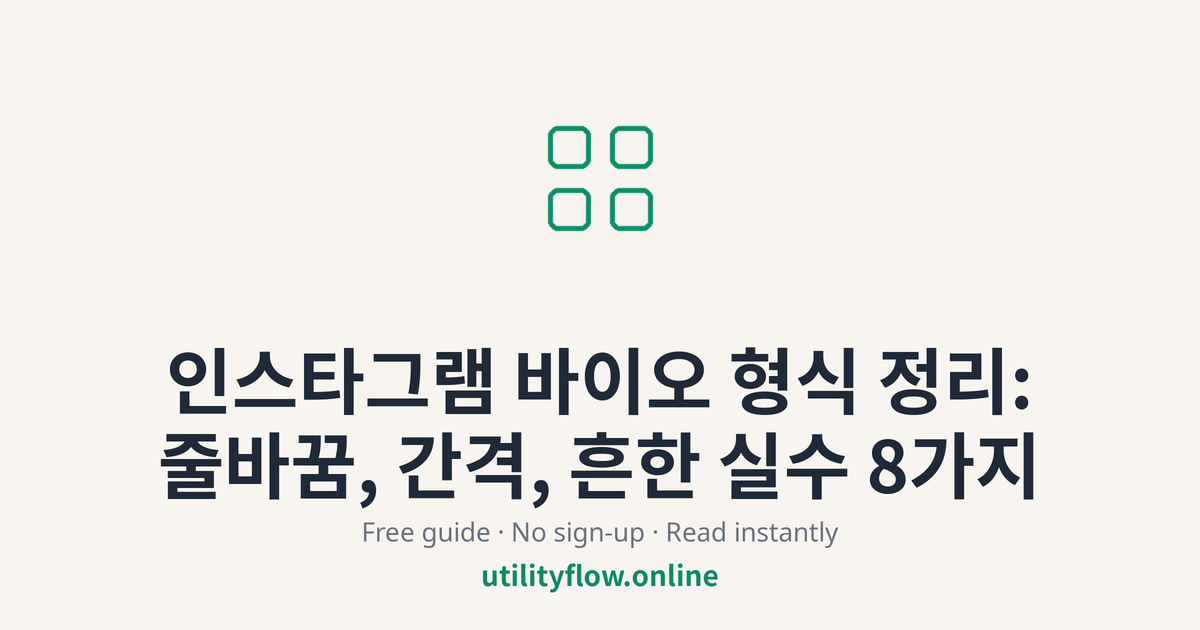 인스타그램 바이오 형식 정리:
줄바꿈, 간격, 흔한 실수 8가지
Free guide · No sign-up · Read instantly
utilityflow.online